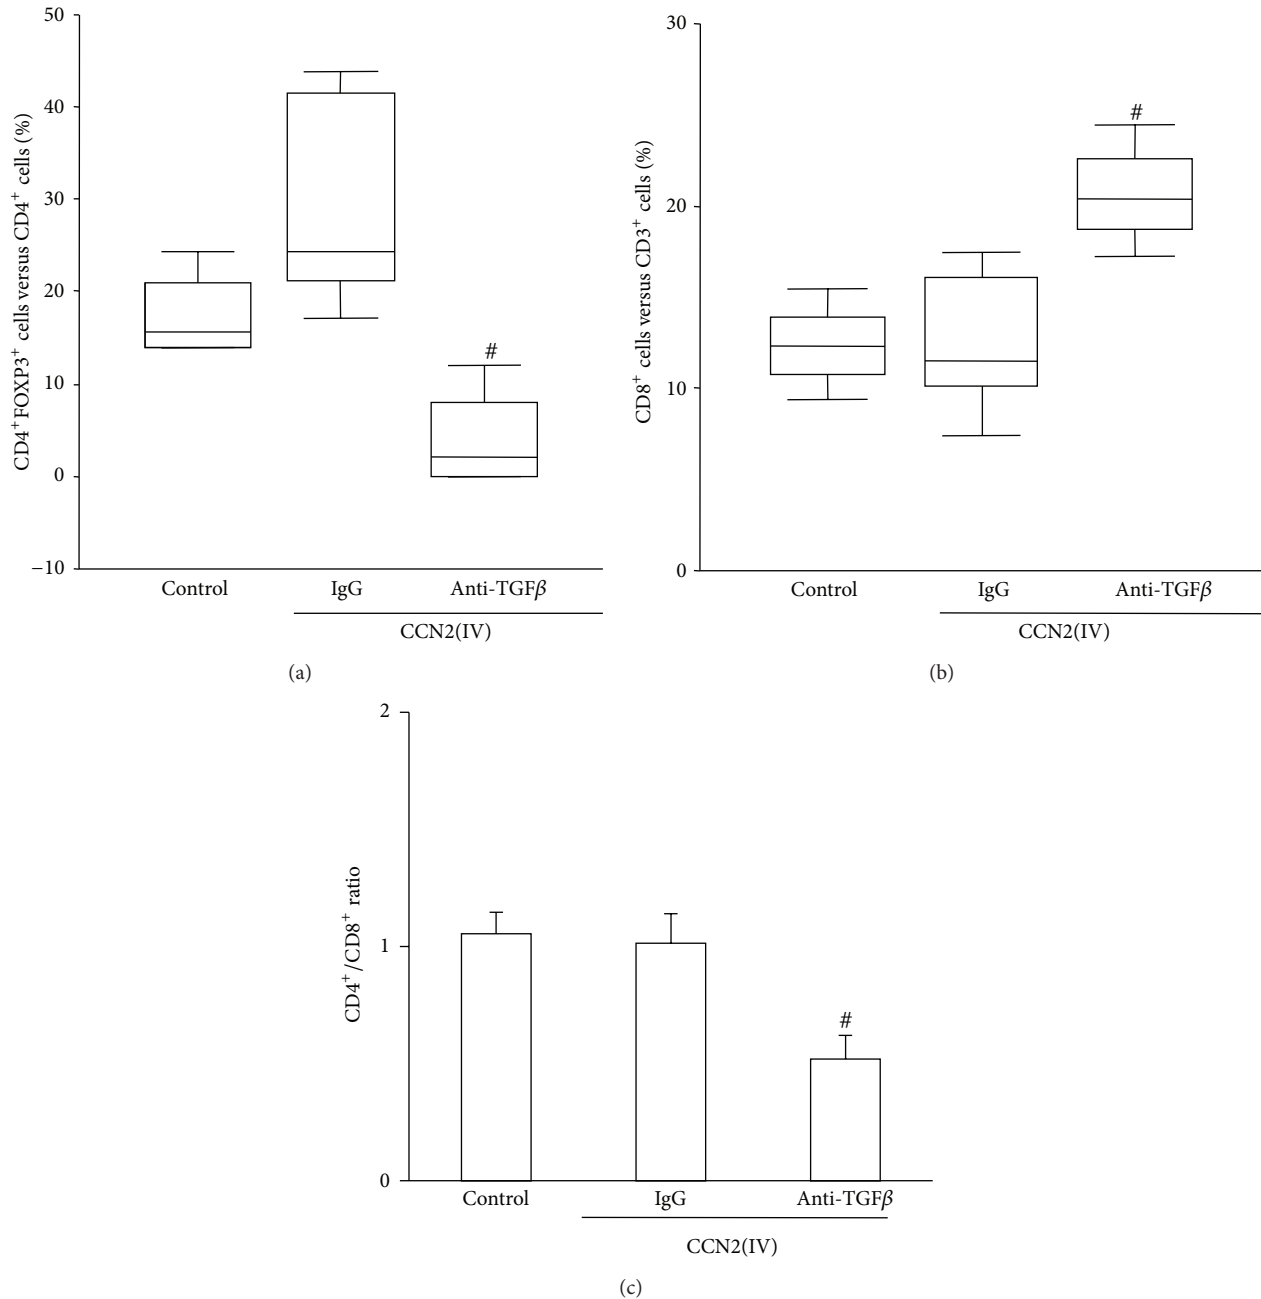 50
40
30
20
10
0
−10
CD4⁺FOXP3⁺ cells versus CD4⁺ cells (%)
#
Control IgG Anti-TGFβ
CCN2(IV)
(a)
30
20
10
0
CD8⁺ cells versus CD3⁺ cells (%)
#
Control IgG Anti-TGFβ
CCN2(IV)
(b)
2
1
0
CD4⁺/CD8⁺ ratio
#
Control IgG Anti-TGFβ
CCN2(IV)
(c)